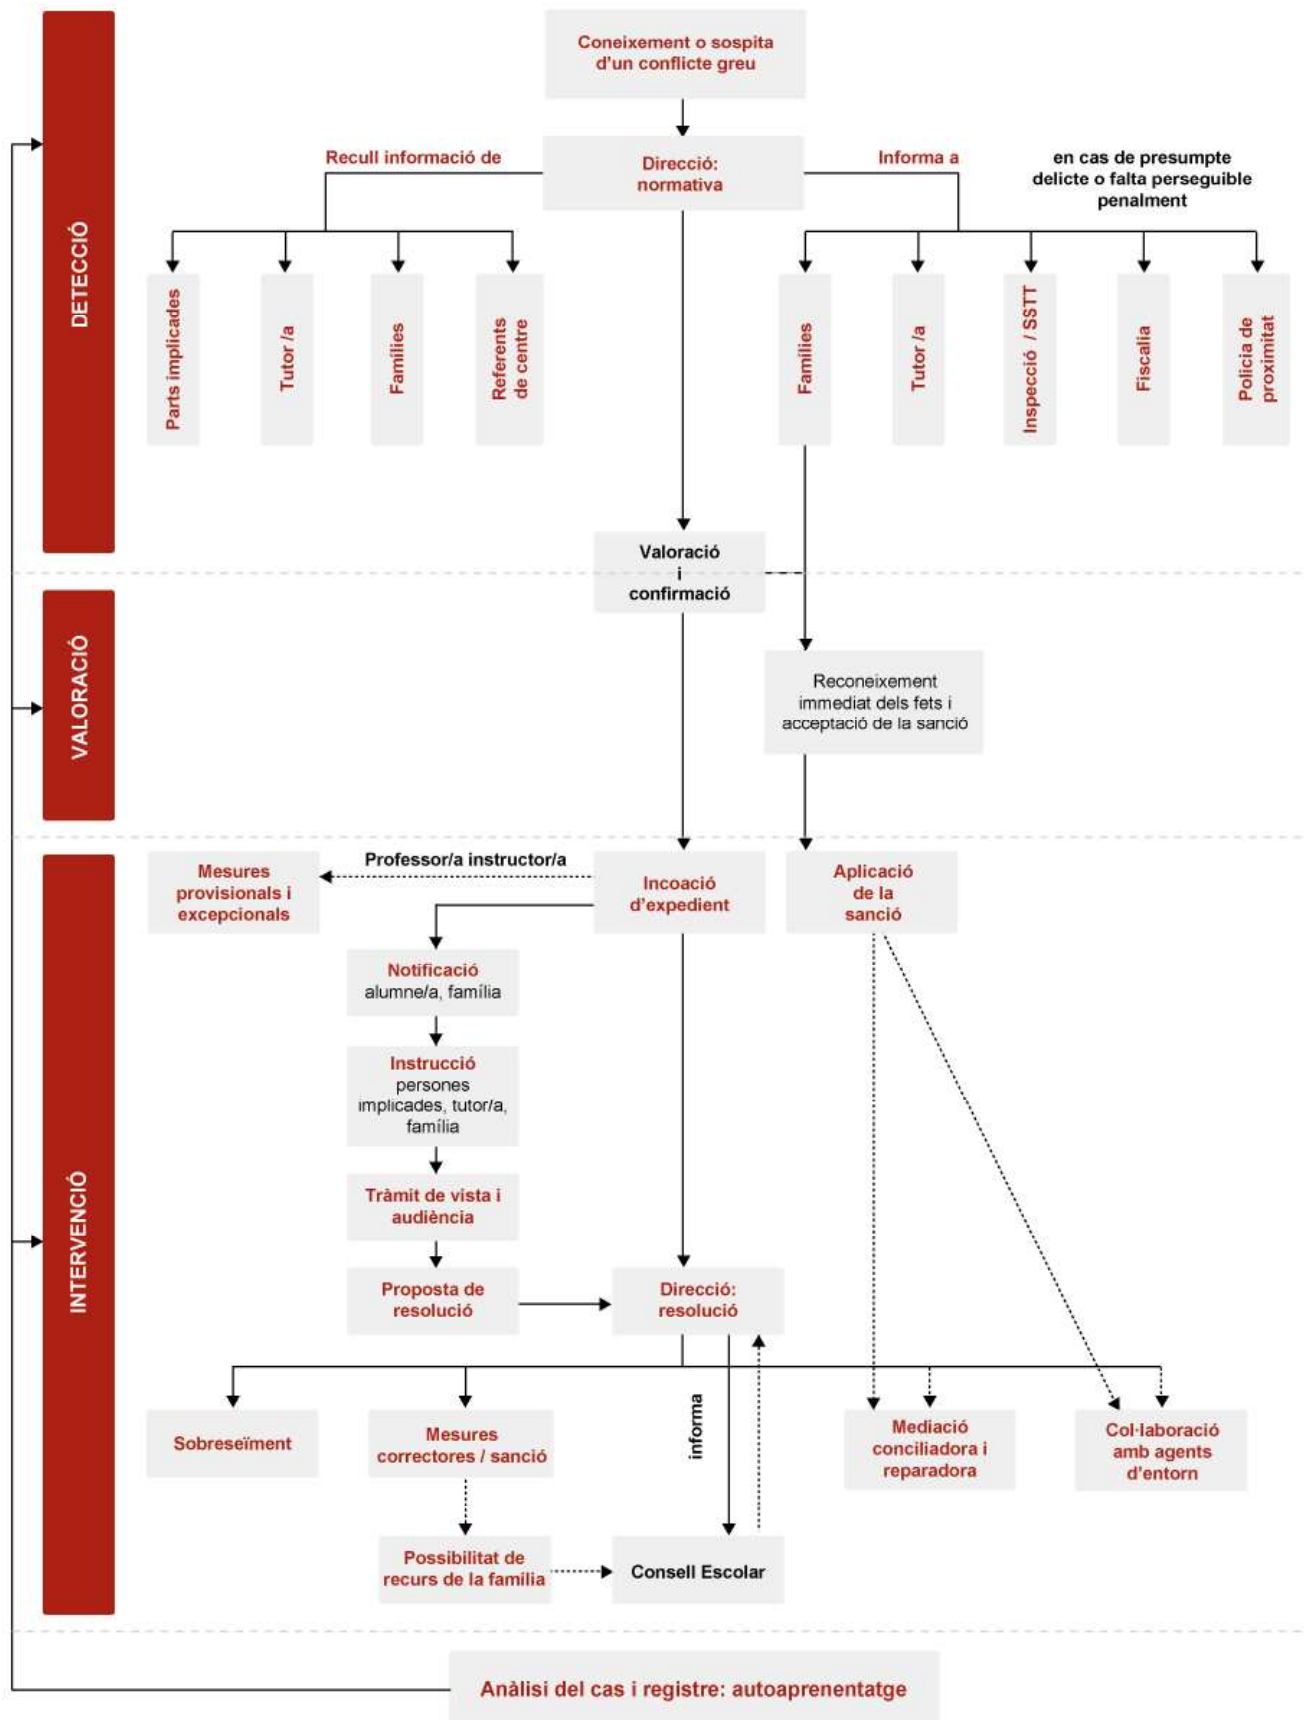 Coneixement o sospita
d'un conflicte greu
DETECCIÓ
Recull informació de
Direcció:
normativa
Informa a
en cas de presumpte
delicte o falta perseguible
penalment
Parts implicades
Tutor /a
Famílies
Referents
de centre
Famílies
Tutor /a
Inspecció / SSTT
Fiscalia
Policia de
proximitat
Valoració
i
confirmació
VALORACIÓ
Reconeixement
immediat dels fets i
acceptació de la sanció
INTERVENCIÓ
Mesures
provisionals i
excepcionals
Professor/a instructor/a
Incoació
d'expedient
Aplicació
de la
sanció
Notificació
alumne/a, família
Instrucció
persones
implicades, tutor/a,
família
Tràmit de vista i
audiència
Proposta de
resolució
Direcció:
resolució
Sobreseïment
Mesures
correctores / sanció
informa
Mediació
conciliadora i
reparadora
Col·laboració
amb agents
d'entorn
Possibilitat de
recurs de la família
Consell Escolar
Anàlisi del cas i registre: autoaprenentatge